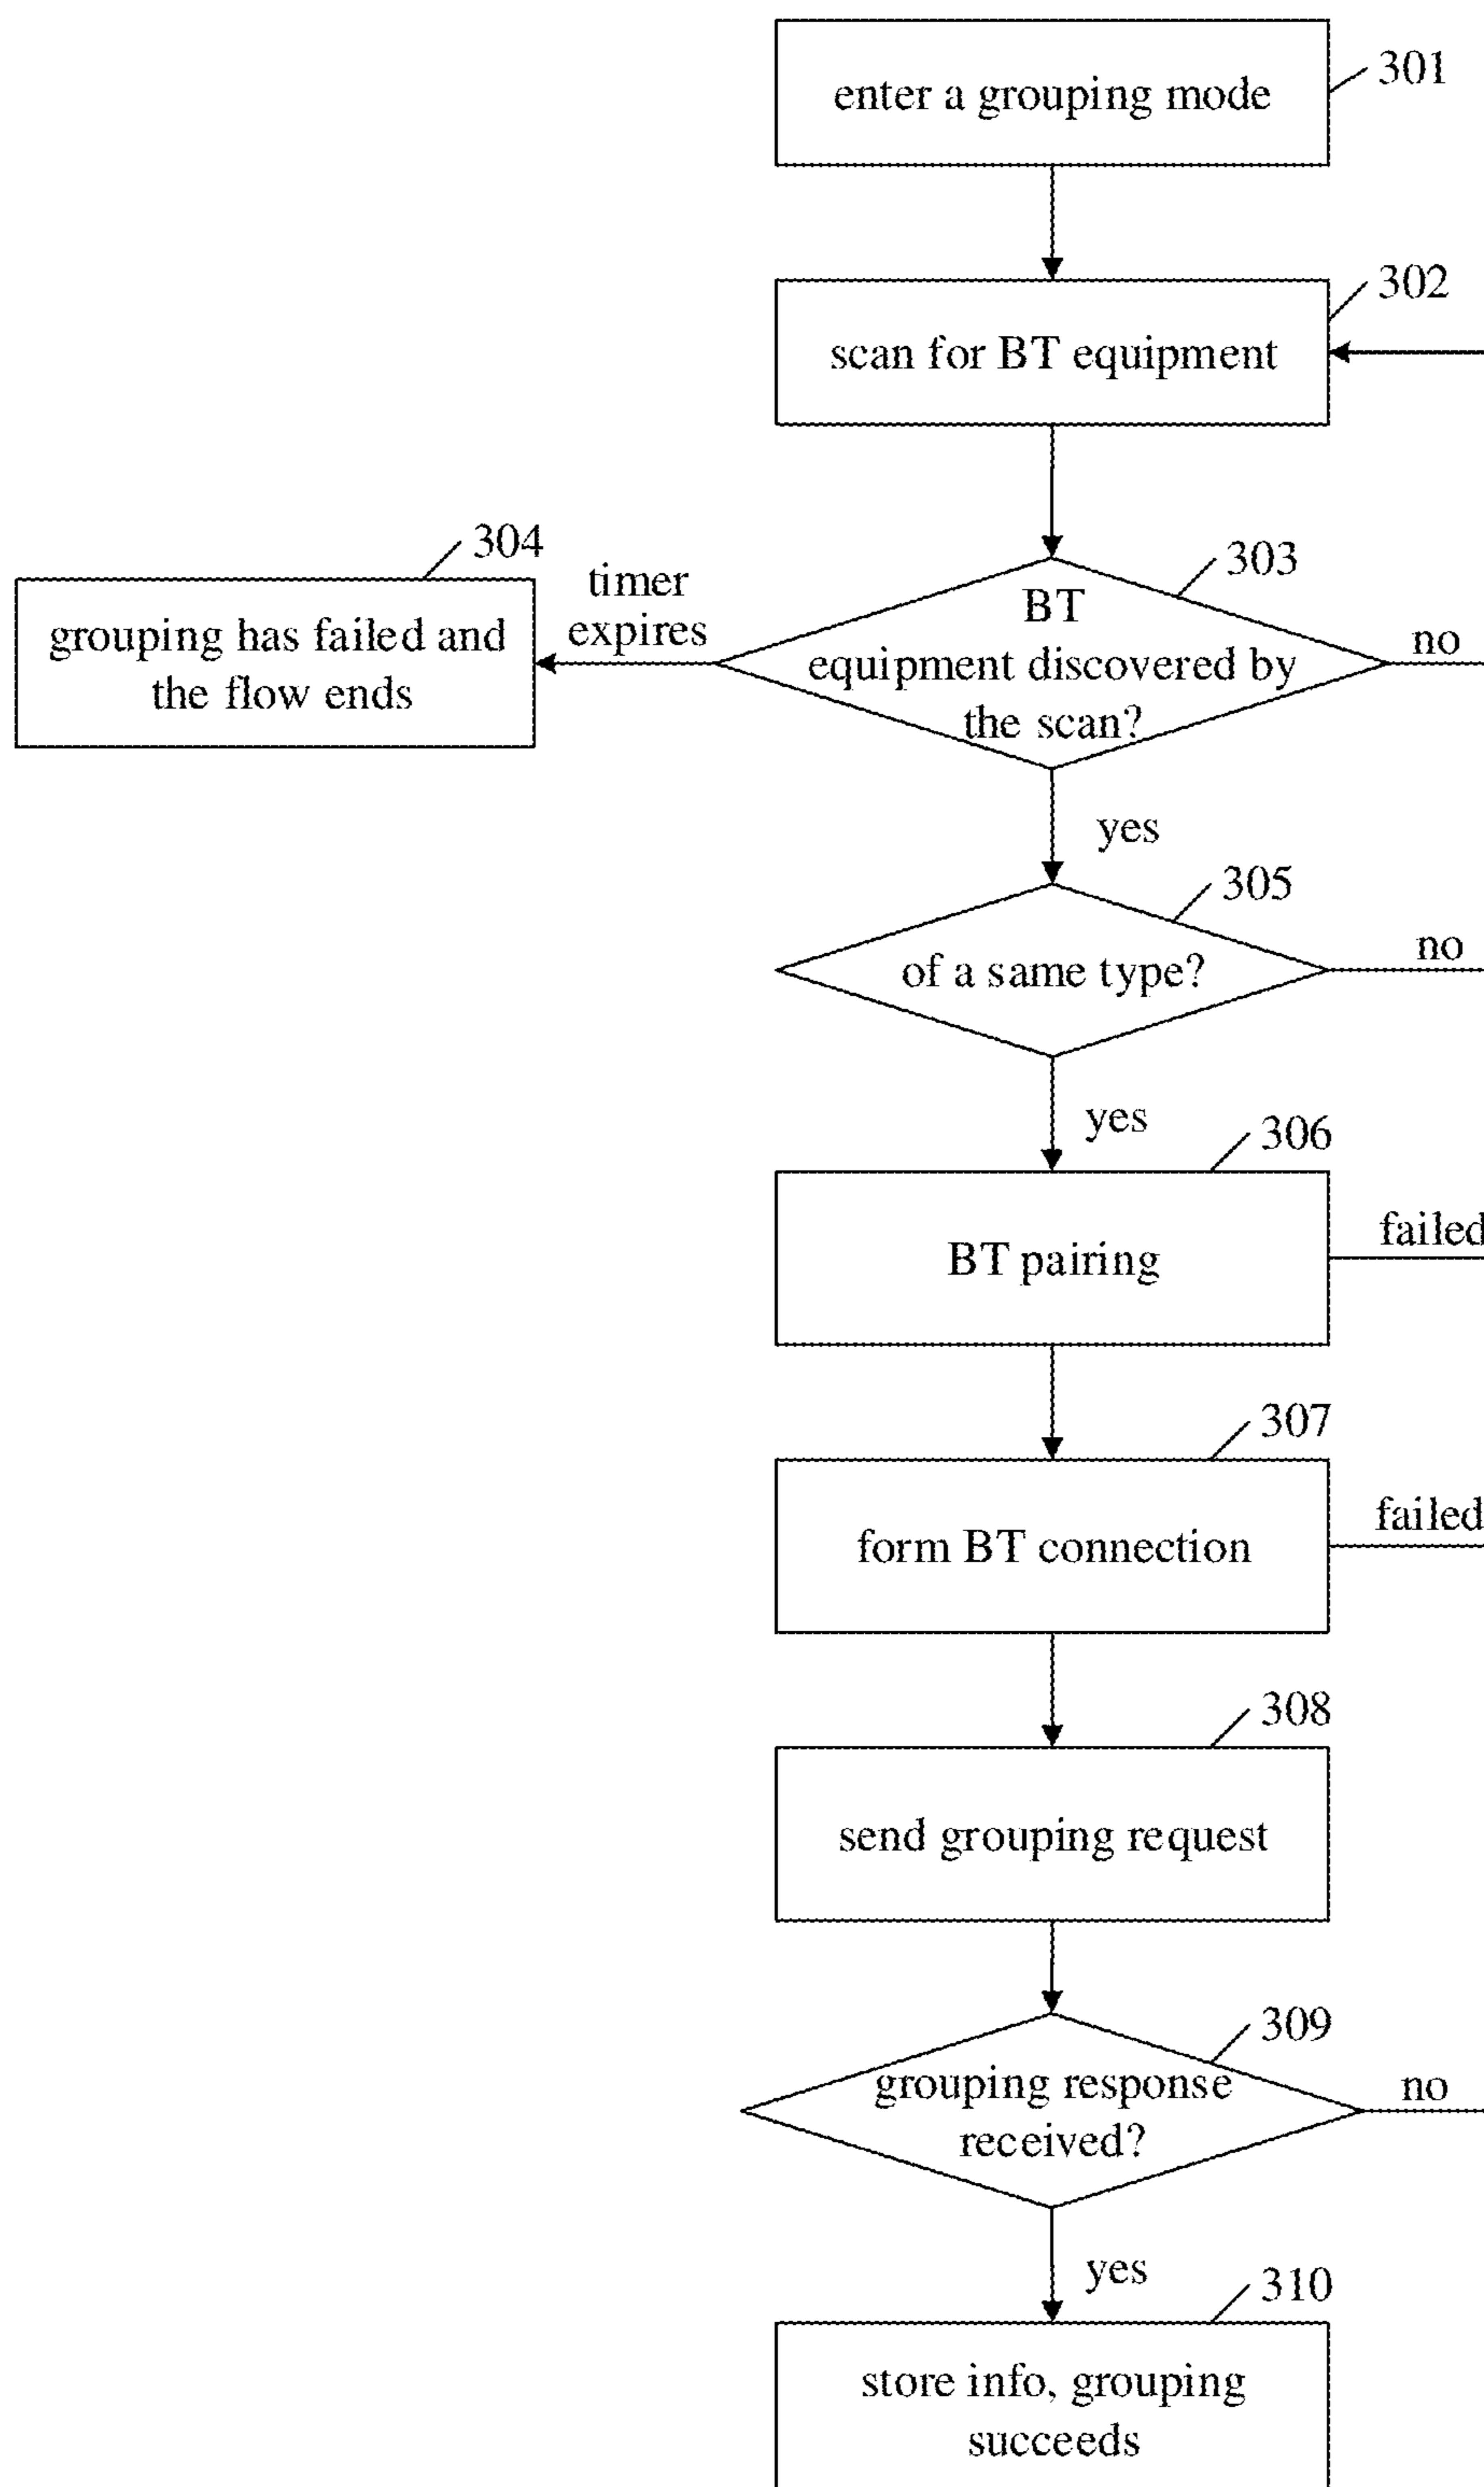 enter a grouping mode
301
scan for BT equipment
302
304
grouping has failed and
the flow ends
timer
expires
303
BT
equipment discovered by
the scan?
no
yes
305
of a same type?
no
yes
306
BT pairing
failed
307
form BT connection
failed
308
send grouping request
309
grouping response
received?
no
yes
310
store info, grouping
succeeds